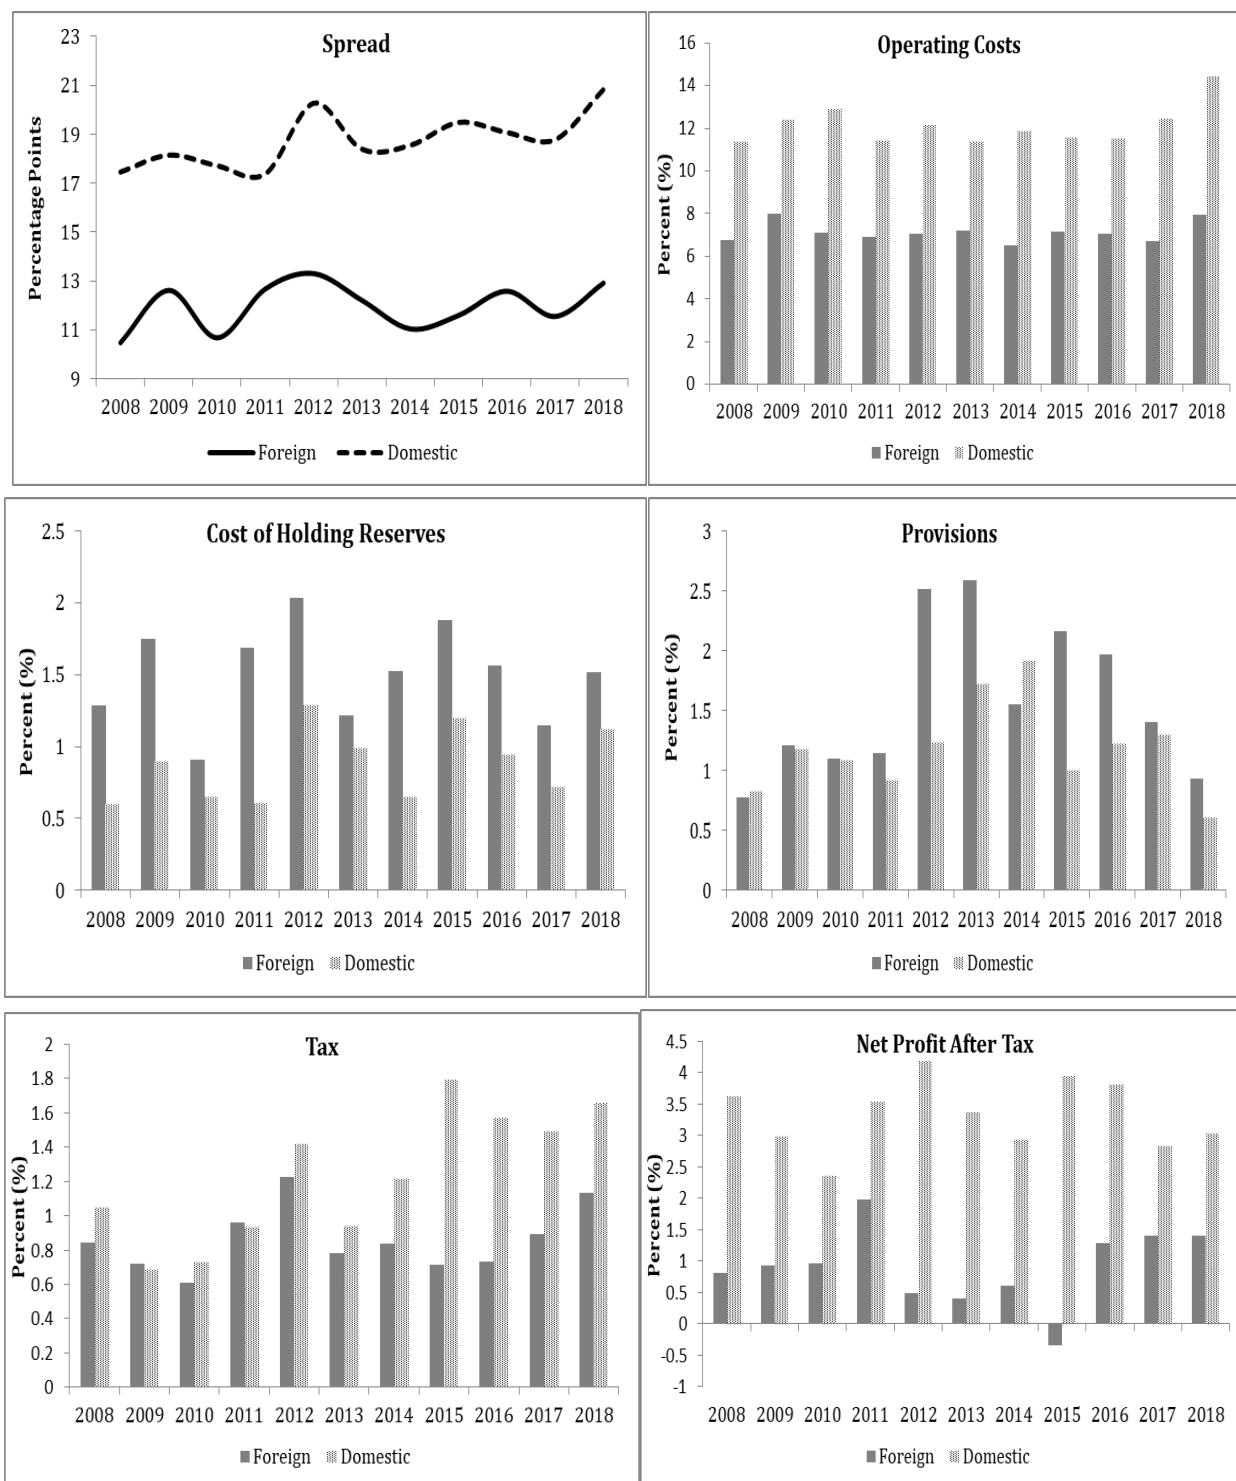 Spread
Percentage Points
23
21
19
17
15
13
11
9
2008 2009 2010 2011 2012 2013 2014 2015 2016 2017 2018
Foreign Domestic
Operating Costs
Percent (%)
16
14
12
10
8
6
4
2
0
2008 2009 2010 2011 2012 2013 2014 2015 2016 2017 2018
Foreign Domestic
Cost of Holding Reserves
Percent (%)
2.5
2
1.5
1
0.5
0
2008 2009 2010 2011 2012 2013 2014 2015 2016 2017 2018
Foreign Domestic
Provisions
Percent (%)
3
2.5
2
1.5
1
0.5
0
2008 2009 2010 2011 2012 2013 2014 2015 2016 2017 2018
Foreign Domestic
Tax
Percent (%)
2
1.8
1.6
1.4
1.2
1
0.8
0.6
0.4
0.2
0
2008 2009 2010 2011 2012 2013 2014 2015 2016 2017 2018
Foreign Domestic
Net Profit After Tax
Percent (%)
4.5
4
3.5
3
2.5
2
1.5
1
0.5
0
-0.5
-1
2008 2009 2010 2011 2012 2013 2014 2015 2016 2017 2018
Foreign Domestic